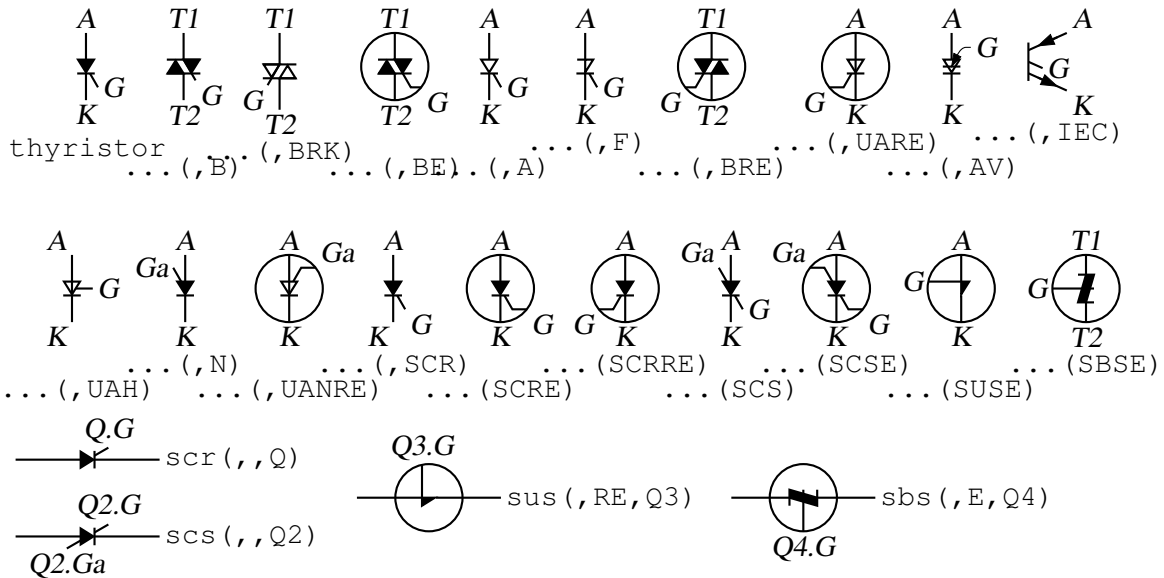 A T1 T1 T1 A A T1 A A A
G G G G G G G G G G
K T2 T2 T2 K K T2 K K K
thyristor ...(,BRK) ...(,F) ...(,UARE) ...(,IEC)
...(,B) ...(,BE) ...(,A) ...(,BRE) ...(,AV)
A A A A A A A A A T1
G Ga Ga G G G Ga G Ga G G G
K K K K K K K K K T2
...(,N) ...(,SCR) ...(SCRRE) ...(SCSE) ...(SBSE)
...(,UAH) ...(,UANRE) ...(SCRE) ...(SCS) ...(SUSE)
Q.G
scr(,,Q)
Q2.G
scs(,,Q2)
Q2.Ga
Q3.G
sus(,RE,Q3)
sbs(,E,Q4)
Q4.G